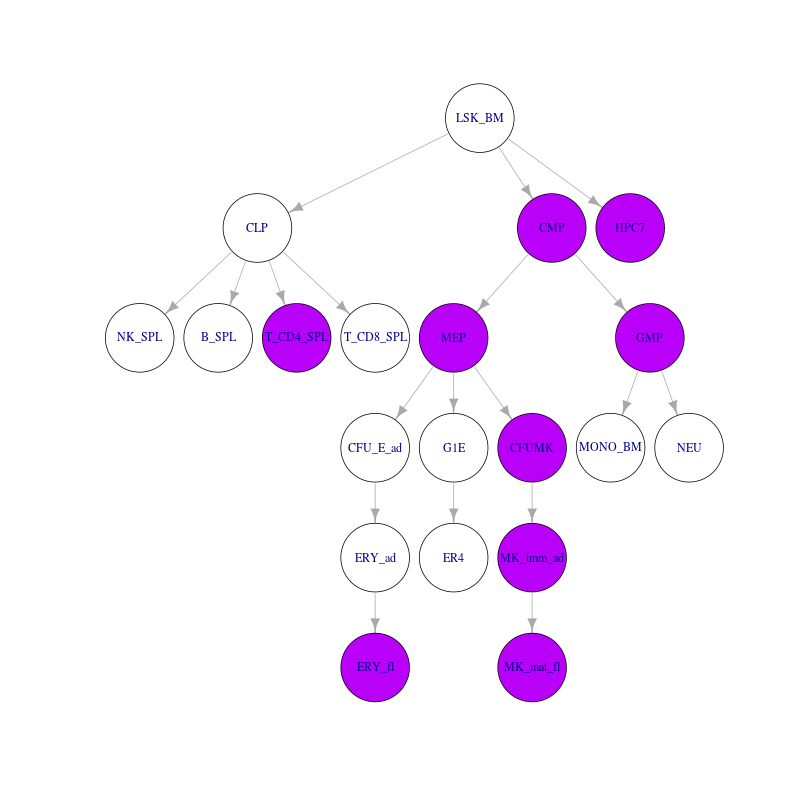 LSK_BM
CLP
CMP
HPC7
NK_SPL
B_SPL
T_CD4_SPL
T_CD8_SPL
MEP
GMP
CFU_E_ad
G1E
CFUMK
MONO_BM
NEU
ERY_ad
ER4
MK_imm_ad
ERY_fl
MK_mat_fl